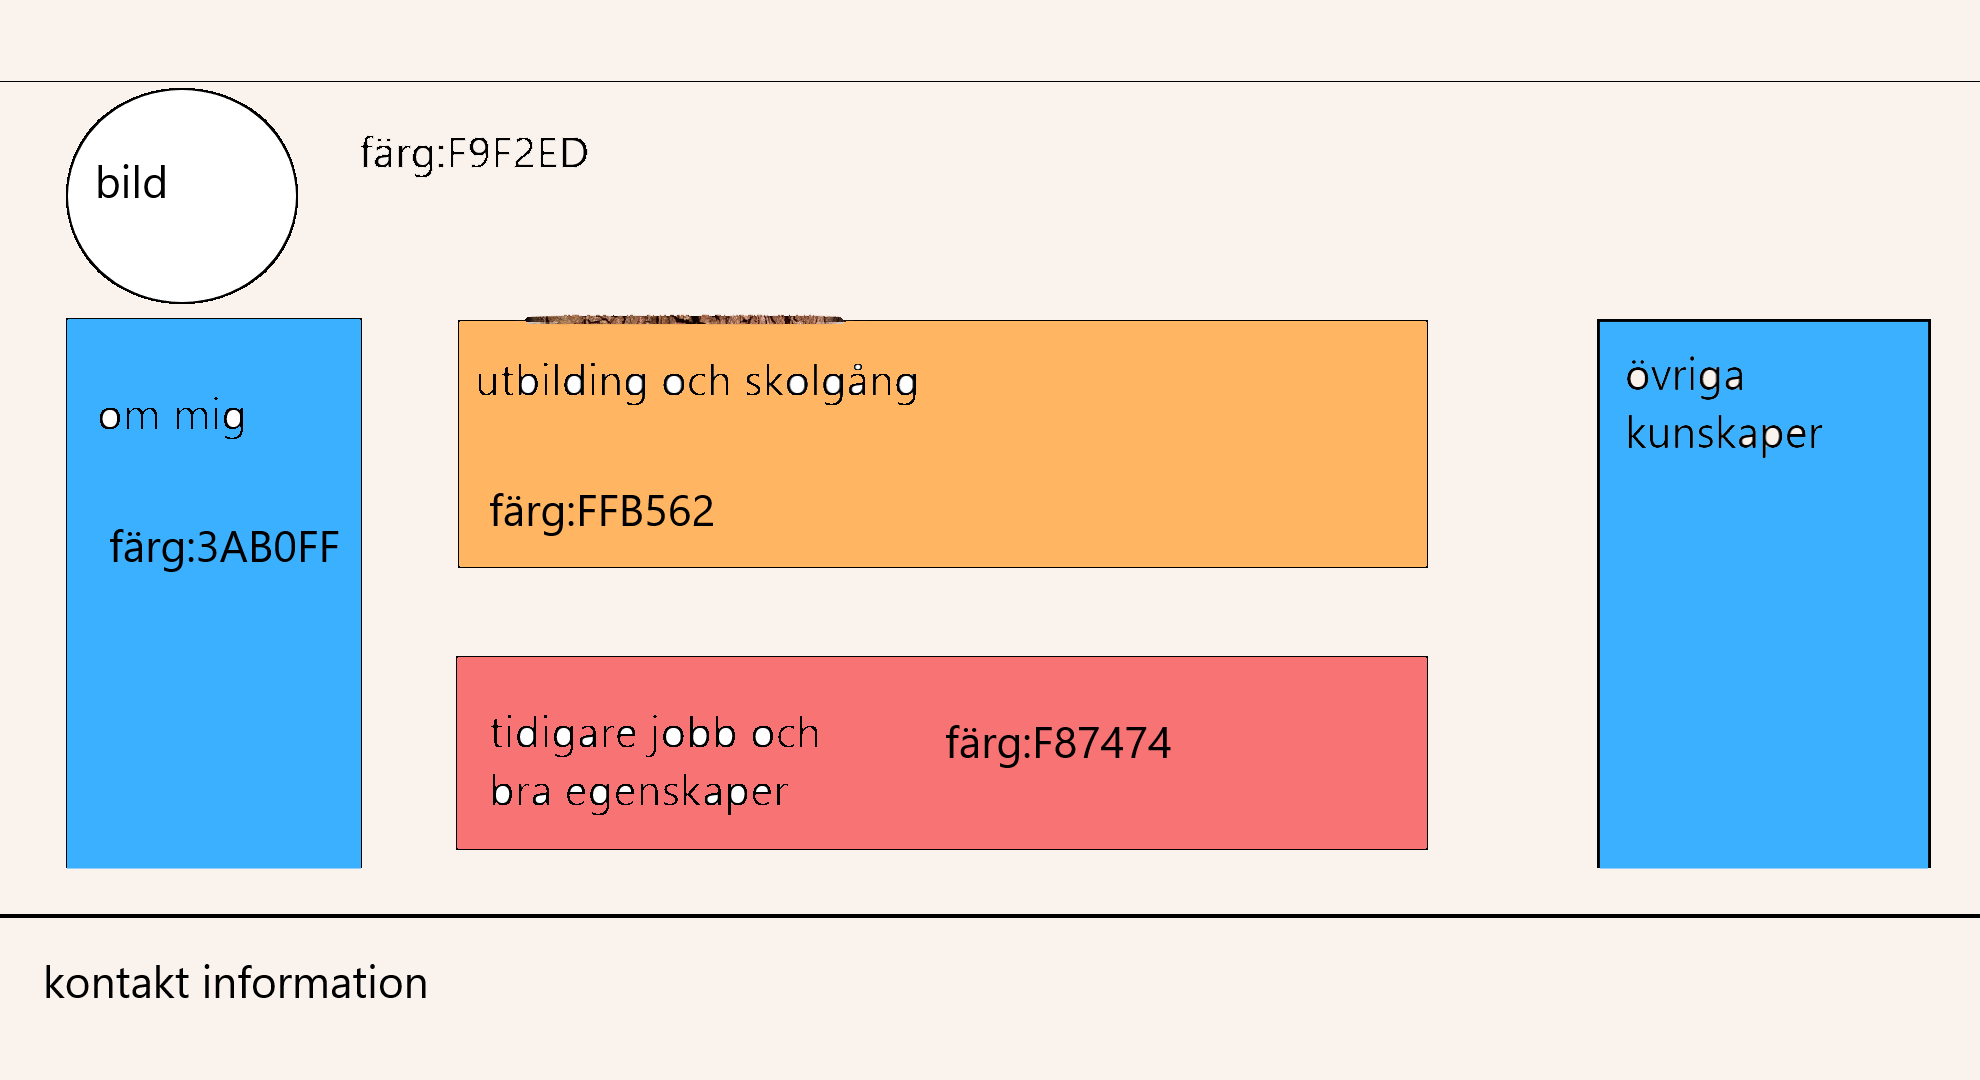 bild
färg:F9F2ED
om mig
färg:3AB0FF
utbilding och skolgång
färg:FFB562
tidigare jobb och
bra egenskaper
färg:F87474
övriga
kunskaper
kontakt information